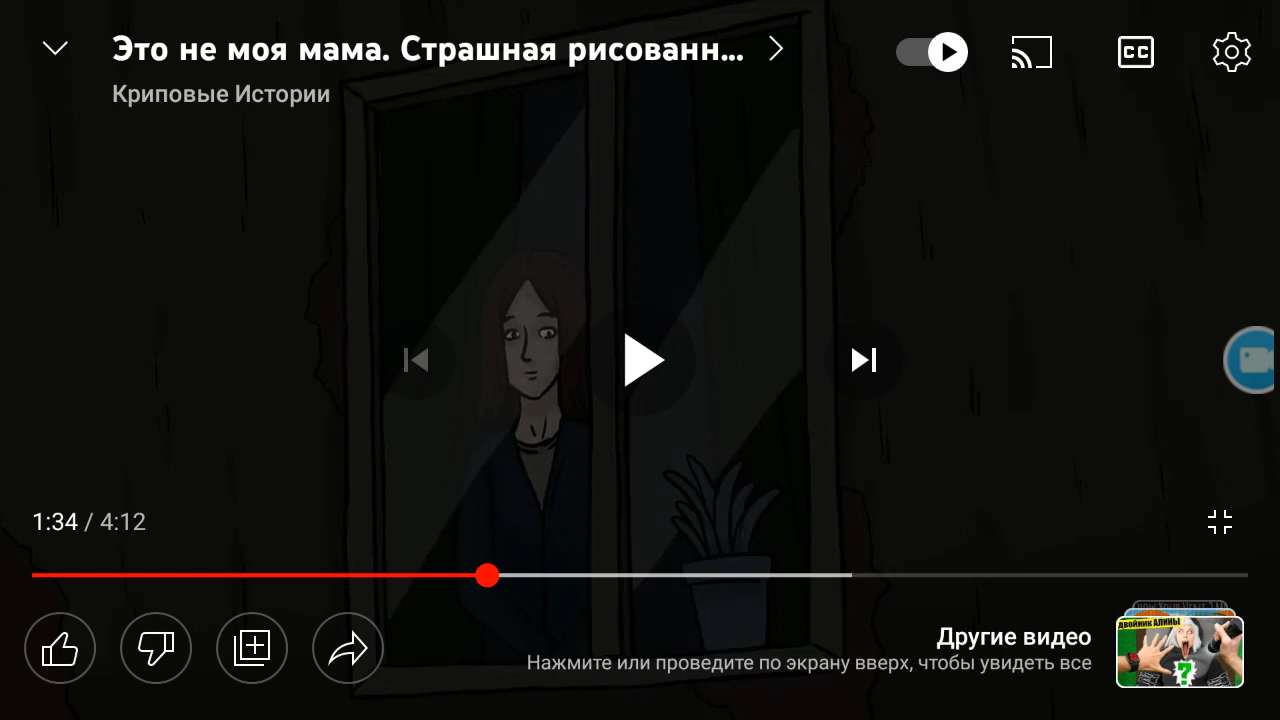 Это не моя мама. Страшная рисованн...
Криповые Истории
CC
1:34 / 4:12
Другие видео
Нажмите или проведите по экрану вверх, чтобы увидеть все
ДВОЙНИК АЛИНЫ
?